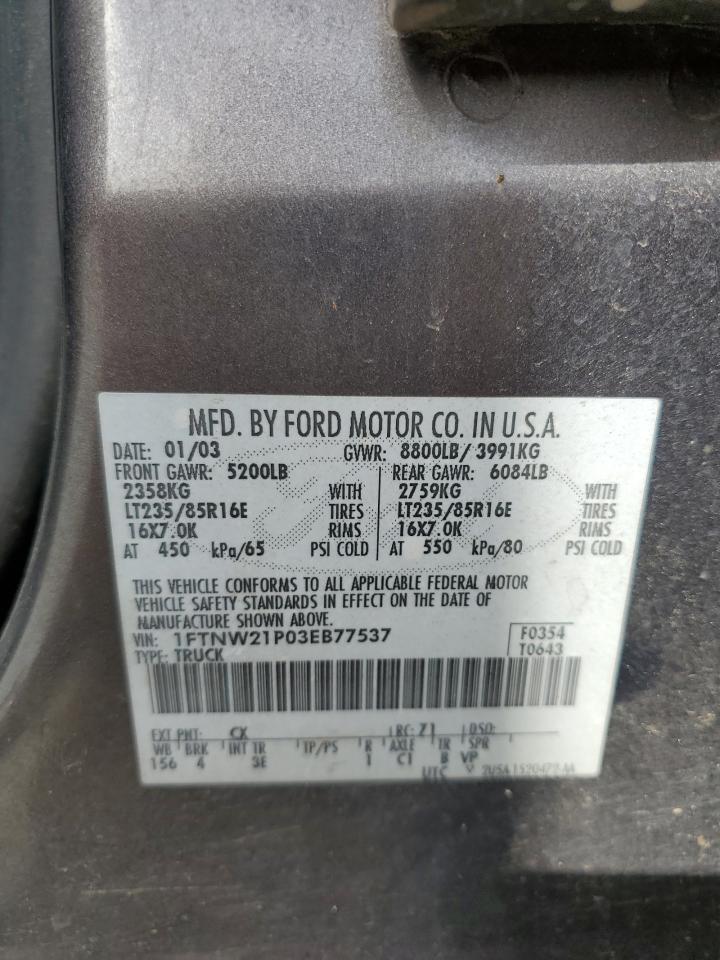 MFD. BY FORD MOTOR CO. IN U.S.A.
DATE: 01/03 GVWR: 8800LB/ 3991KG
FRONT GAWR: 5200LB REAR GAWR: 6084LB
2358KG WITH 2759KG WITH
LT235/85R16E TIRES LT235/85R16E TIRES
16X7.0K RIMS 16X7.0K RIMS
AT 450 kPa/65 PSI COLD AT 550 kPa/80 PSI COLD
THIS VEHICLE CONFORMS TO ALL APPLICABLE FEDERAL MOTOR
VEHICLE SAFETY STANDARDS IN EFFECT ON THE DATE OF
MANUFACTURE SHOWN ABOVE.
VIN: 1FTNW21P03EB77537 F0354
TYPE: TRUCK T0643
EXT PNT: CX RC: Z1 DSO:
WB BRK INT TR TP/PS R AXLE TR SPR
156 4 3E 1 C1 B VP
UTC